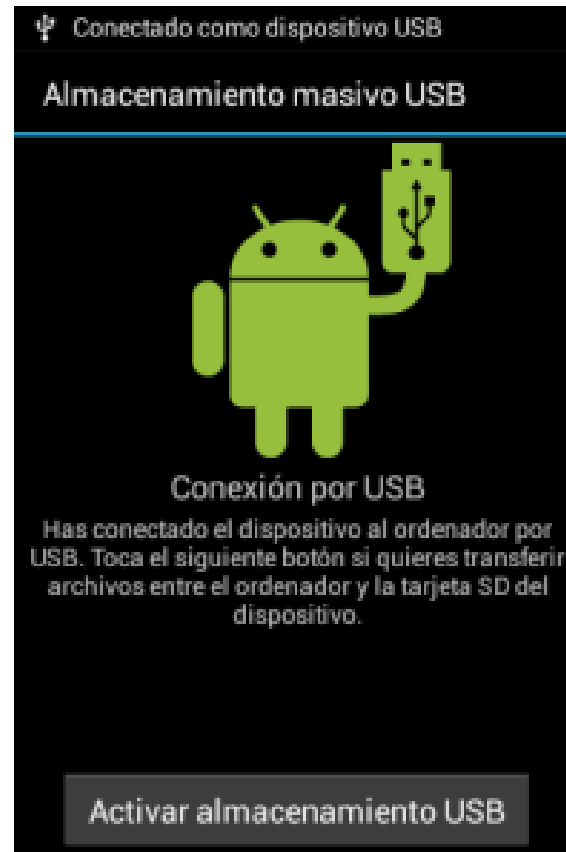 Conectado como dispositivo USB
Almacenamiento masivo USB
Conexión por USB
Has conectado el dispositivo al ordenador por
USB. Toca el siguiente botón si quieres transferir
archivos entre el ordenador y la tarjeta SD del
dispositivo.
Activar almacenamiento USB